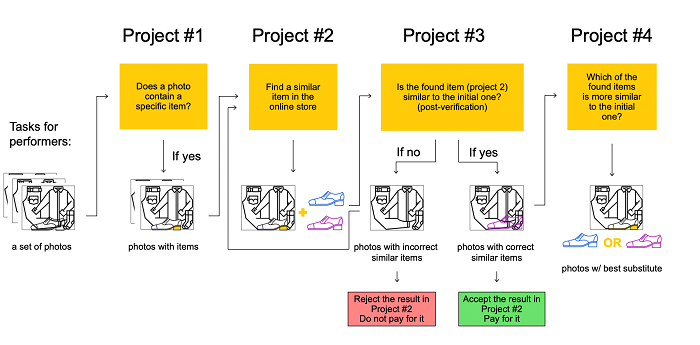 Project #1
Project #2
Project #3
Project #4
Tasks for
performers:
a set of photos
Does a photo
contain a
specific item?
If yes
photos with items
Find a similar
item in the
online store
+
Is the found item (project 2)
similar to the initial one?
(post-verification)
If no
If yes
photos with incorrect
similar items
photos with correct
similar items
Reject the result in
Project #2
Do not pay for it
Accept the result in
Project #2
Pay for it
Which of the
found items
is more similar
to the initial
one?
OR
photos w/ best substitute